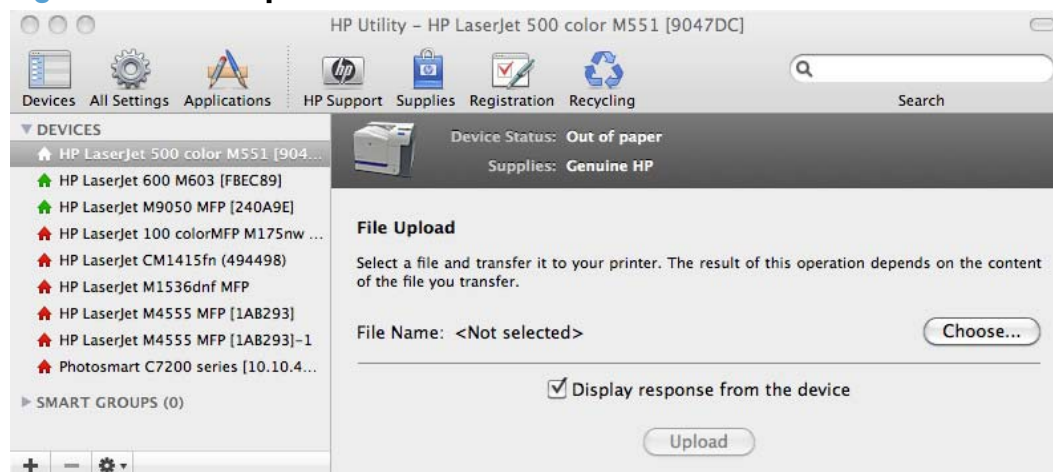 HP Utility – HP LaserJet 500 color M551 [9047DC]
Devices All Settings Applications HP Support Supplies Registration Recycling Search
▼ DEVICES
HP LaserJet 500 color M551 [904...
HP LaserJet 600 M603 [FBEC89]
HP LaserJet M9050 MFP [240A9E]
HP LaserJet 100 colorMFP M175nw ...
HP LaserJet CM1415fn (494498)
HP LaserJet M1536dnf MFP
HP LaserJet M4555 MFP [1AB293]
HP LaserJet M4555 MFP [1AB293]-1
Photosmart C7200 series [10.10.4...
▶ SMART GROUPS (0)
Device Status: Out of paper
Supplies: Genuine HP
File Upload
Select a file and transfer it to your printer. The result of this operation depends on the content
of the file you transfer.
File Name: <Not selected> Choose...
Display response from the device
Upload